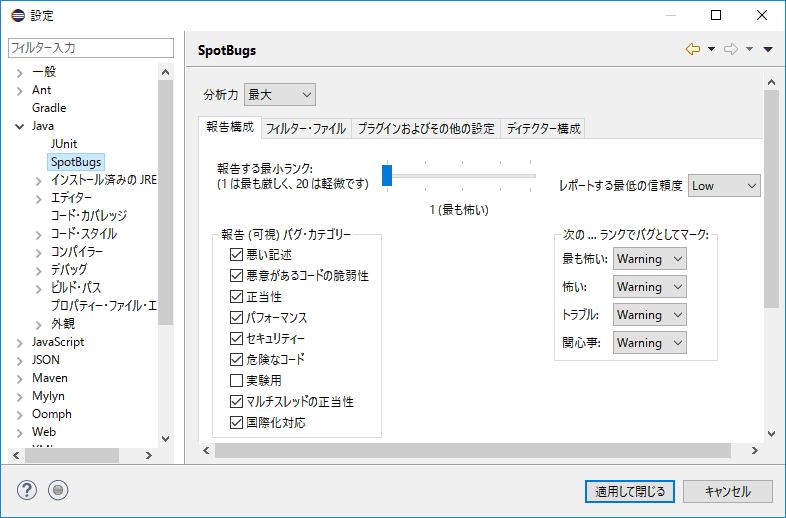 設定
フィルター入力
一般
Ant
Gradle
Java
JUnit
SpotBugs
インストール済みの JRE
エディター
コード・カバレッジ
コード・スタイル
コンパイラー
デバッグ
ビルド・パス
プロパティー・ファイル・エ
外観
JavaScript
JSON
Maven
Mylyn
Oomph
Web
SpotBugs
分析力 最大
報告構成 フィルター・ファイル プラグインおよびその他の設定 ディテクター構成
報告する最小ランク:
(1 は最も厳しく、20 は軽微です)
1 (最も怖い)
レポートする最低の信頼度 Low
報告 (可視) バグ・カテゴリー
悪い記述
悪意があるコードの脆弱性
正当性
パフォーマンス
セキュリティー
危険なコード
実験用
マルチスレッドの正当性
国際化対応
次の ... ランクでバグとしてマーク:
最も怖い: Warning
怖い: Warning
トラブル: Warning
関心事: Warning
適用して閉じる キャンセル